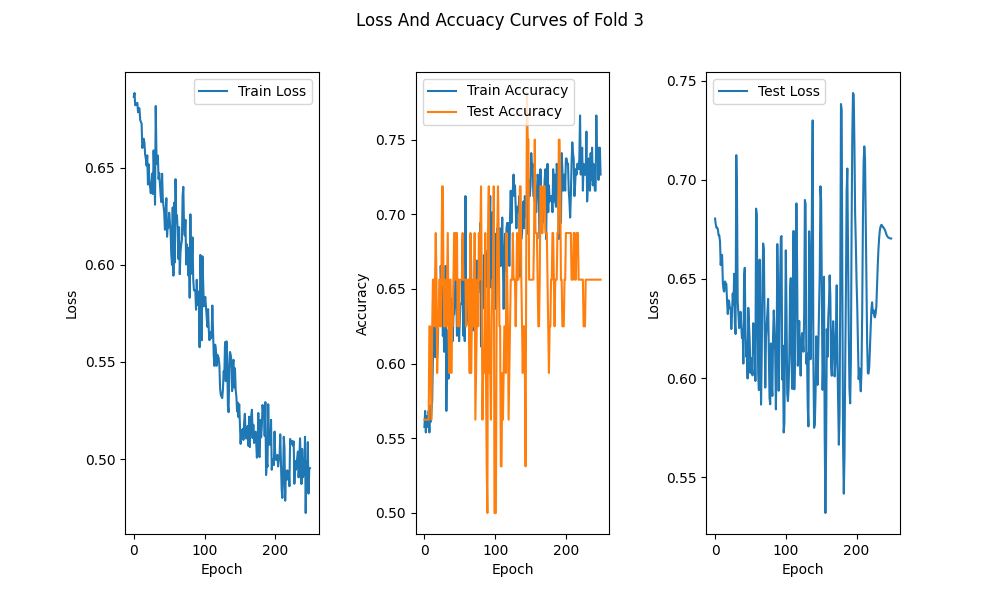 Loss And Accuacy Curves of Fold 3
Train Loss
0.65
0.60
0.55
0.50
Loss
0
100
200
Epoch
Train Accuracy
Test Accuracy
0.75
0.70
0.65
0.60
0.55
0.50
Accuracy
0
100
200
Epoch
Test Loss
0.75
0.70
0.65
0.60
0.55
Loss
0
100
200
Epoch